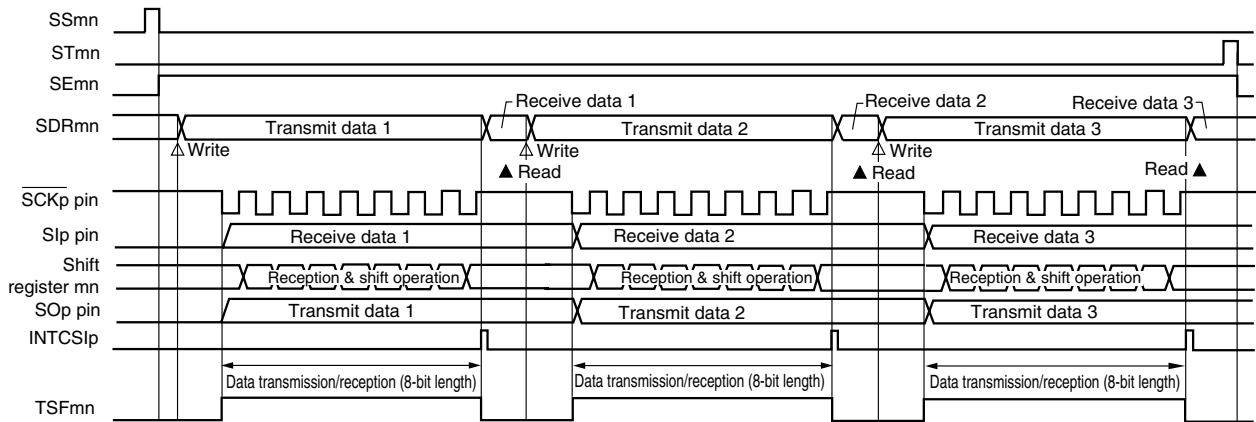 SSmn
STmn
SEmn
Receive data 1
Receive data 2
Receive data 3
SDRmn
Transmit data 1
Transmit data 2
Transmit data 3
Write
Write
Write
Read
Read
Read
SCKp pin
SIp pin
Receive data 1
Receive data 2
Receive data 3
Shift
register mn
Reception & shift operation
Reception & shift operation
Reception & shift operation
SOp pin
Transmit data 1
Transmit data 2
Transmit data 3
INTCSIp
Data transmission/reception (8-bit length)
Data transmission/reception (8-bit length)
Data transmission/reception (8-bit length)
TSFmn